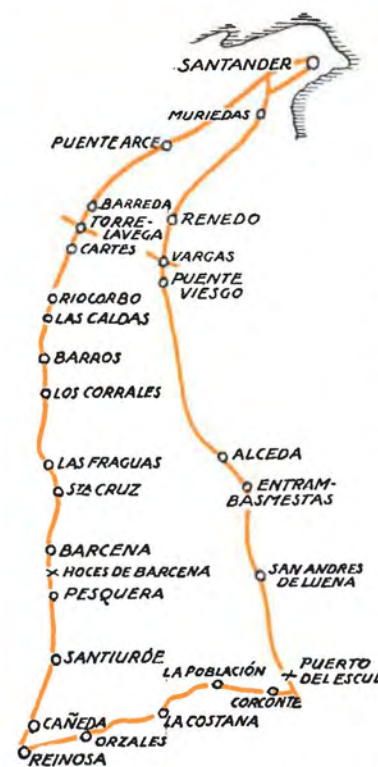 SANTANDER
MURIEDAS
PUENTE ARCE
BARREDA
TORRE-
LAVEGA
CARTES
RENEDO
VARGAS
PUENTE
VIESGO
RIOCORBO
LAS CALDAS
BARROS
LOS CORRALES
ALCEDA
LAS FRAGUAS
ENTRAM-
BASMESTAS
STA CRUZ
BARCENA
HOCES DE BARCENA
PESQUERA
SAN ANDRES
DE LUENA
SANTIURDE
LA POBLACIÓN
PUERTO
DEL ESCUD
CORCONTE
CAÑEDA
LA COSTANA
ORZALES
REINOSA